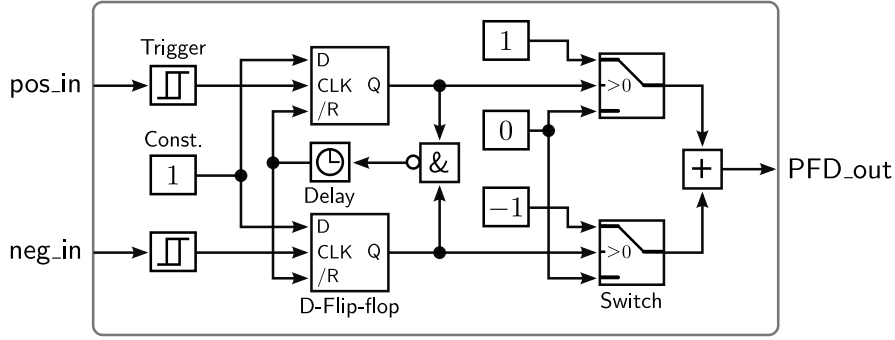 Trigger
pos_in
D
CLK
Q
/R
1
>0
Const.
1
0
&
Delay
+
PFD_out
−1
neg_in
D
CLK
Q
/R
>0
D-Flip-flop
Switch